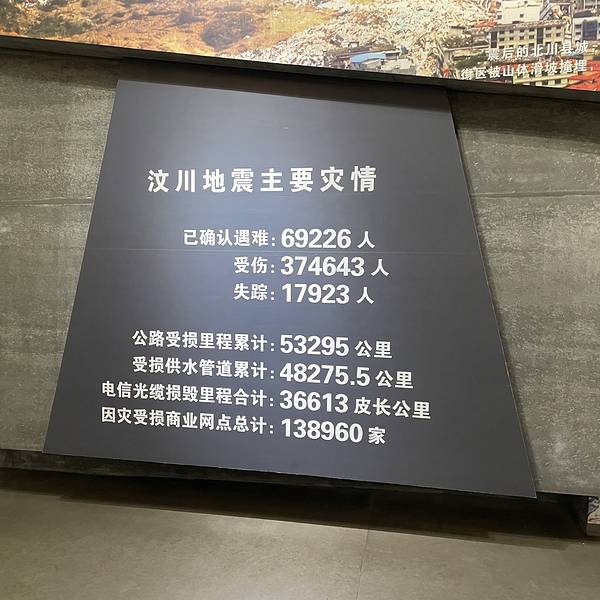 震后的北川县城
街区被山体滑坡掩埋,
汶川地震主要灾情
已确认遇难:69226 人
受伤:374643 人
失踪:17923 人
公路受损里程累计:53295 公里
受损供水管道累计:48275.5 公里
电信光缆损毁里程合计:36613 皮长公里
因灾受损商业网点总计:138960 家